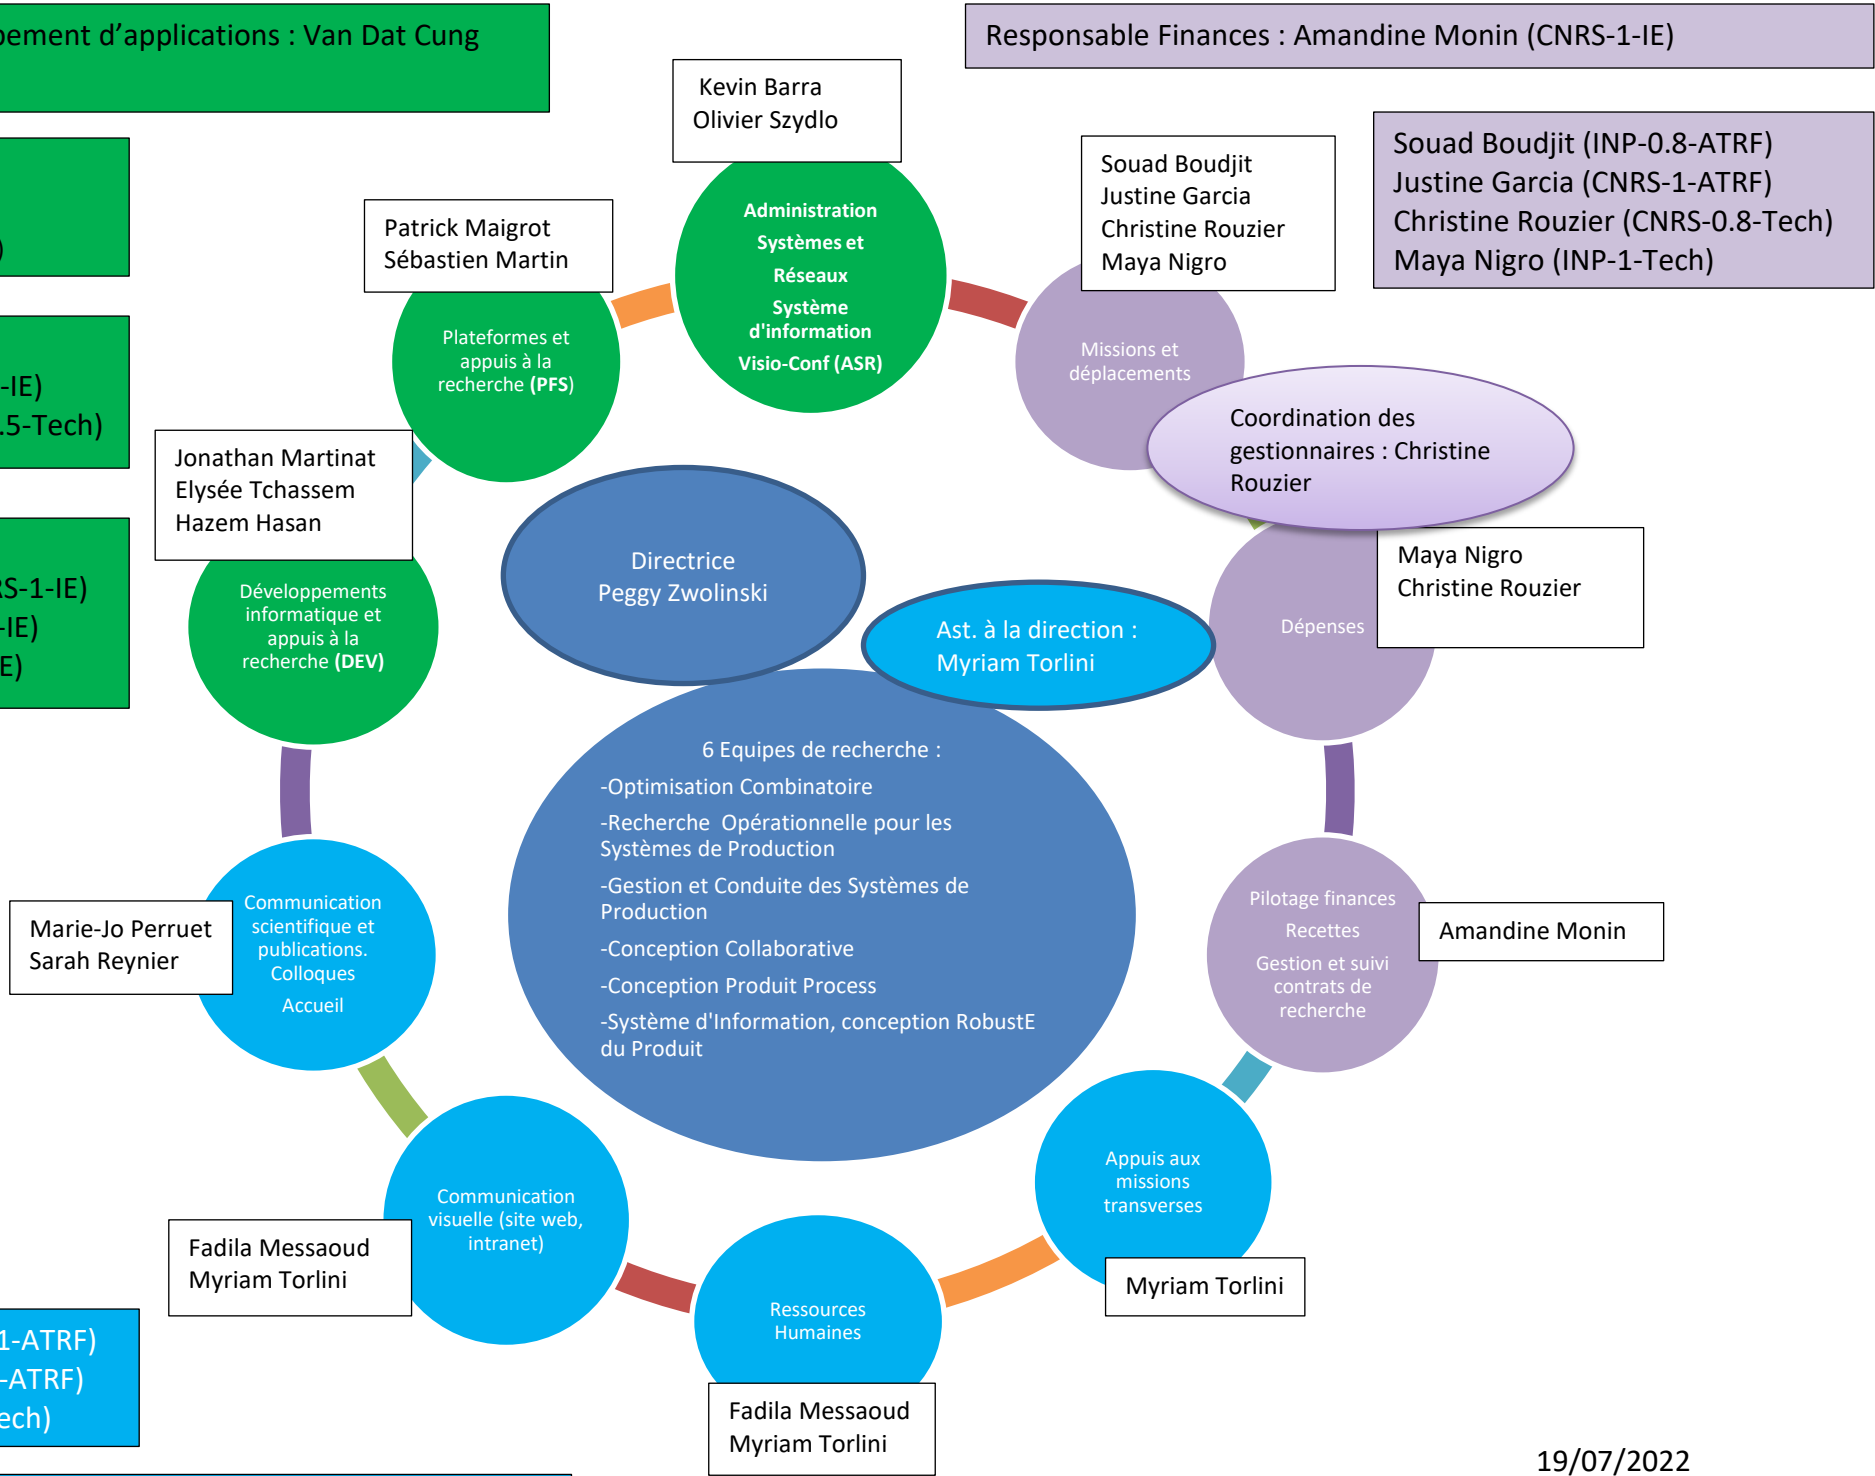 pement d’applications : Van Dat Cung
Responsable Finances : Amandine Monin (CNRS-1-IE)
Kevin Barra
Olivier Szydlo
Souad Boudjit
Justine Garcia
Christine Rouzier
Maya Nigro
Souad Boudjit (INP-0.8-ATRF)
Justine Garcia (CNRS-1-ATRF)
Christine Rouzier (CNRS-0.8-Tech)
Maya Nigro (INP-1-Tech)
)
Patrick Maigrot
Sébastien Martin
Administration
Systèmes et
Réseaux
Système
d'information
Visio-Conf (ASR)
Plateformes et
appuis à la
recherche (PFS)
Missions et
déplacements
-IE)
.5-Tech)
Coordination des
gestionnaires : Christine
Rouzier
Jonathan Martinat
Elysée Tchassem
Hazem Hasan
Directrice
Peggy Zwolinski
Maya Nigro
Christine Rouzier
RS-1-IE)
-IE)
E)
Développements
informatique et
appuis à la
recherche (DEV)
Ast. à la direction :
Myriam Torlini
Dépenses
6 Equipes de recherche :
-Optimisation Combinatoire
-Recherche  Opérationnelle pour les
Systèmes de Production
-Gestion et Conduite des Systèmes de
Production
-Conception Collaborative
-Conception Produit Process
-Système d'Information, conception RobustE
du Produit
Marie-Jo Perruet
Sarah Reynier
Communication
scientifique et
publications.
Colloques
Accueil
Pilotage finances
Recettes
Gestion et suivi
contrats de
recherche
Amandine Monin
Appuis aux
missions
transverses
Myriam Torlini
Communication
visuelle (site web,
intranet)
Fadila Messaoud
Myriam Torlini
Ressources
Humaines
Fadila Messaoud
Myriam Torlini
1-ATRF)
-ATRF)
ech)
19/07/2022